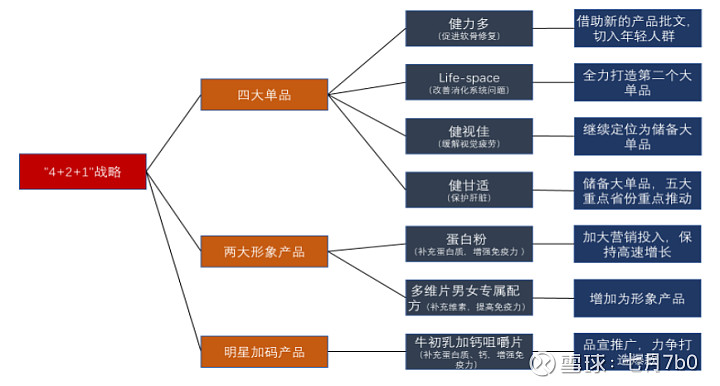 "4+2+1"战略
四大单品
健力多
(促进软骨修复)
借助新的产品批文,
切入年轻人群
Life-space
(改善消化系统问题)
全力打造第二个大
单品
健视佳
(缓解视觉疲劳)
继续定位为储备大
单品
健甘适
(保护肝脏)
储备大单品，五大
重点省份重点推动
两大形象产品
蛋白粉
(补充蛋白质，增强免疫力)
加大营销投入，保
持高速增长
多维片男女专属配
方(补充维素，提高免疫力)
增加为形象产品
明星加码产品
牛初乳加钙咀嚼片
(补充蛋白质、钙，增强免
疫力)
品宣推广，力争打
造爆
雪球：七月7b0